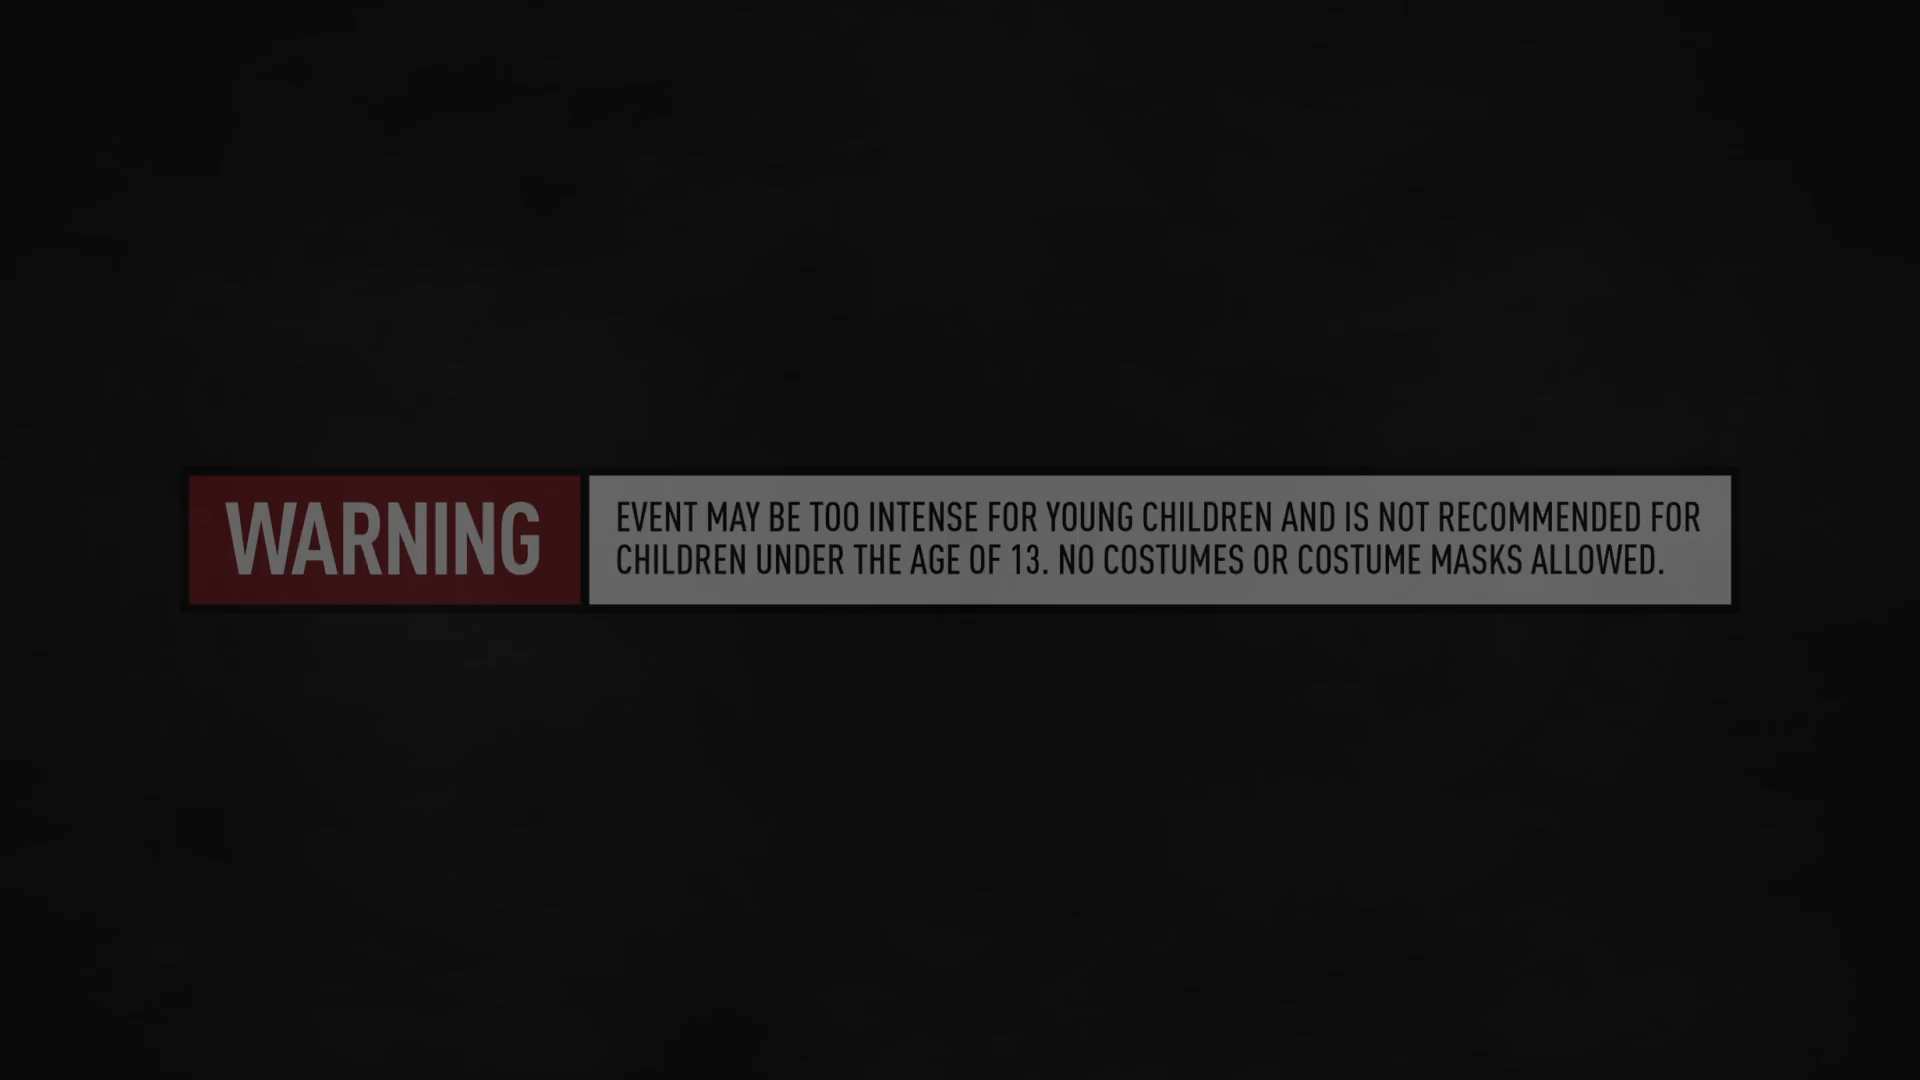 WARNING
EVENT MAY BE TOO INTENSE FOR YOUNG CHILDREN AND IS NOT RECOMMENDED FOR
CHILDREN UNDER THE AGE OF 13. NO COSTUMES OR COSTUME MASKS ALLOWED.